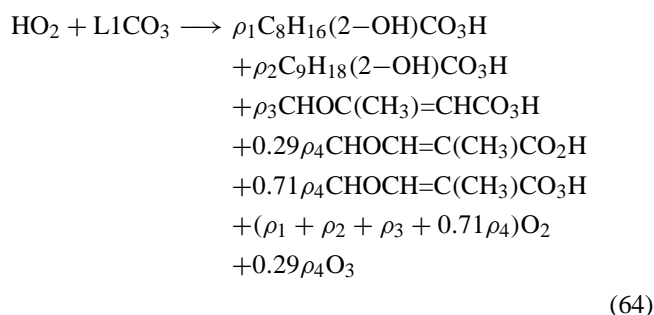 HO₂ + L1CO₃ ⟶ ρ₁C₈H₁₆(2−OH)CO₃H
+ρ₂C₉H₁₈(2−OH)CO₃H
+ρ₃CHOC(CH₃)=CHCO₃H
+0.29ρ₄CHOCH=C(CH₃)CO₂H
+0.71ρ₄CHOCH=C(CH₃)CO₃H
+(ρ₁ + ρ₂ + ρ₃ + 0.71ρ₄)O₂
+0.29ρ₄O₃
(64)